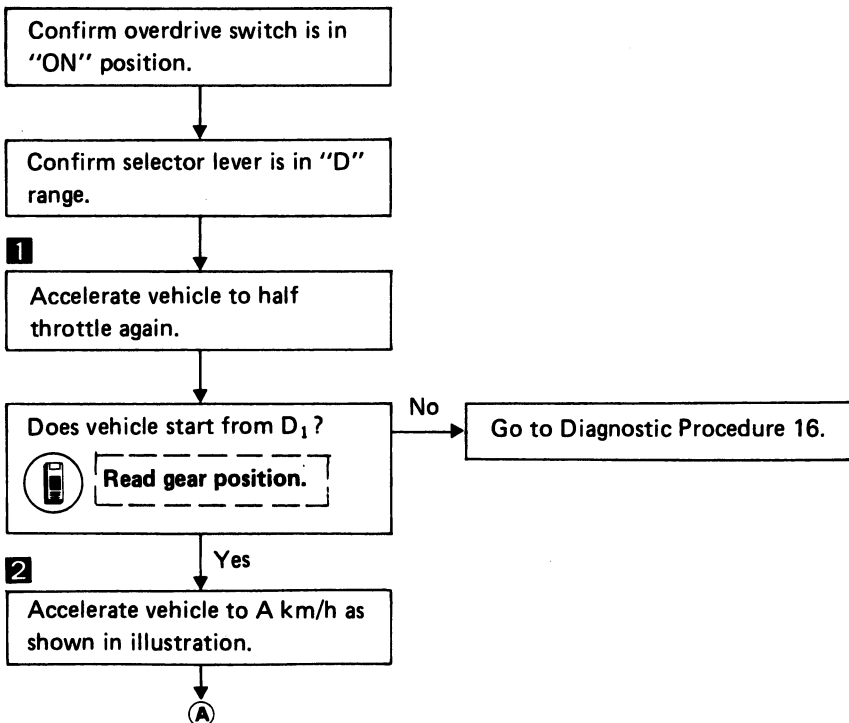 Confirm overdrive switch is in
“ON” position.
Confirm selector lever is in “D”
range.
1
Accelerate vehicle to half
throttle again.
Does vehicle start from D₁?
Read gear position.
No
Go to Diagnostic Procedure 16.
Yes
2
Accelerate vehicle to A km/h as
shown in illustration.
A